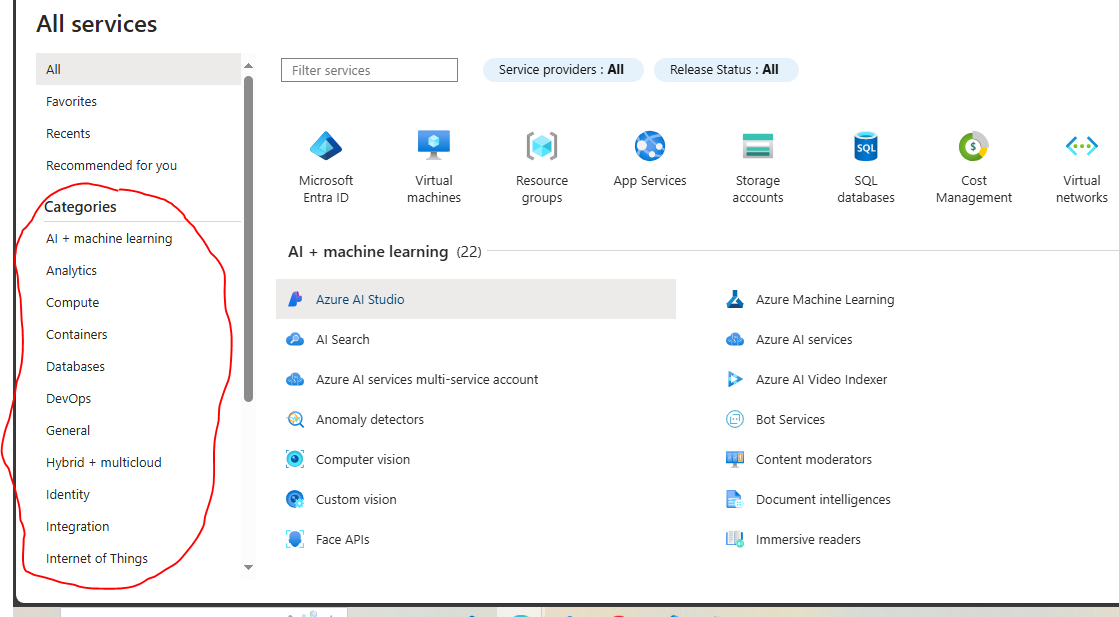 All services
All
Favorites
Recents
Recommended for you
Categories
AI + machine learning
Analytics
Compute
Containers
Databases
DevOps
General
Hybrid + multicloud
Identity
Integration
Internet of Things
Filter services
Service providers : All
Release Status : All
Microsoft
Entra ID
Virtual
machines
Resource
groups
App Services
Storage
accounts
SQL
SQL
databases
$
Cost
Management
Virtual
networks
AI + machine learning (22)
Azure AI Studio
Azure Machine Learning
AI Search
Azure AI services
Azure AI services multi-service account
Azure AI Video Indexer
Anomaly detectors
Bot Services
Computer vision
Content moderators
Custom vision
Document intelligences
Face APIs
Immersive readers